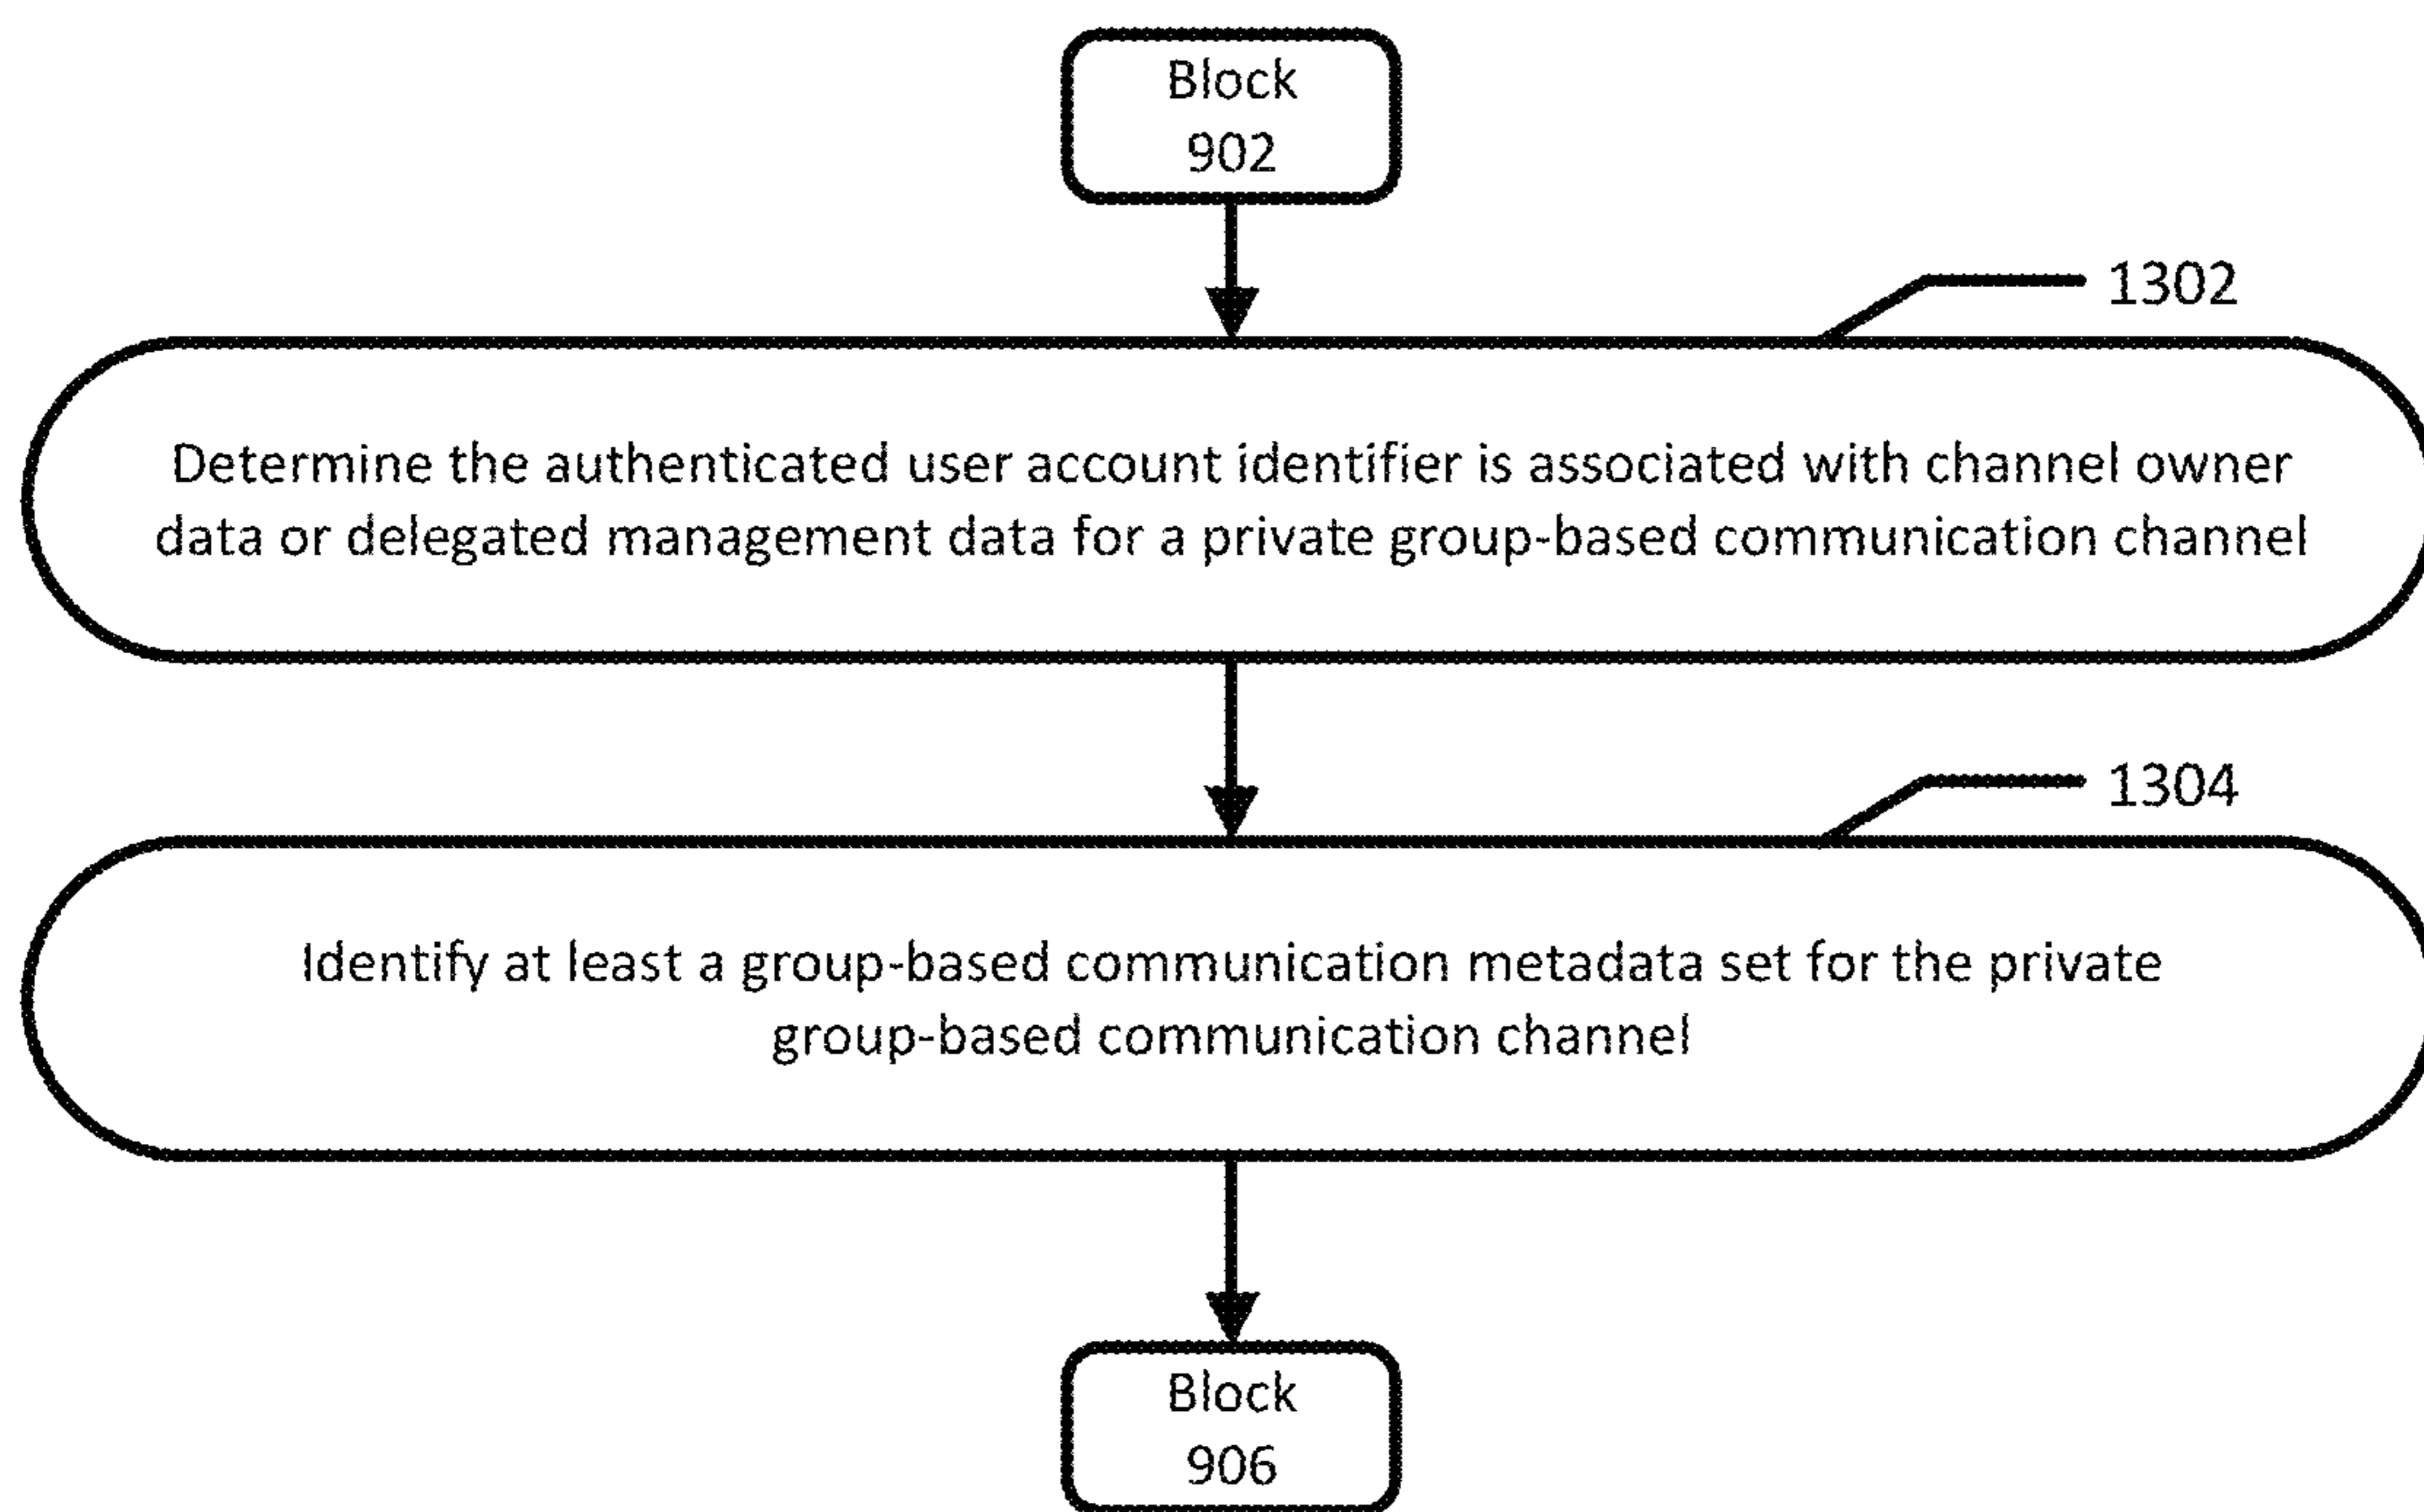 Block
902
1302
Determine the authenticated user account identifier is associated with channel owner
data or delegated management data for a private group-based communication channel
1304
Identify at least a group-based communication metadata set for the private
group-based communication channel
Block
906